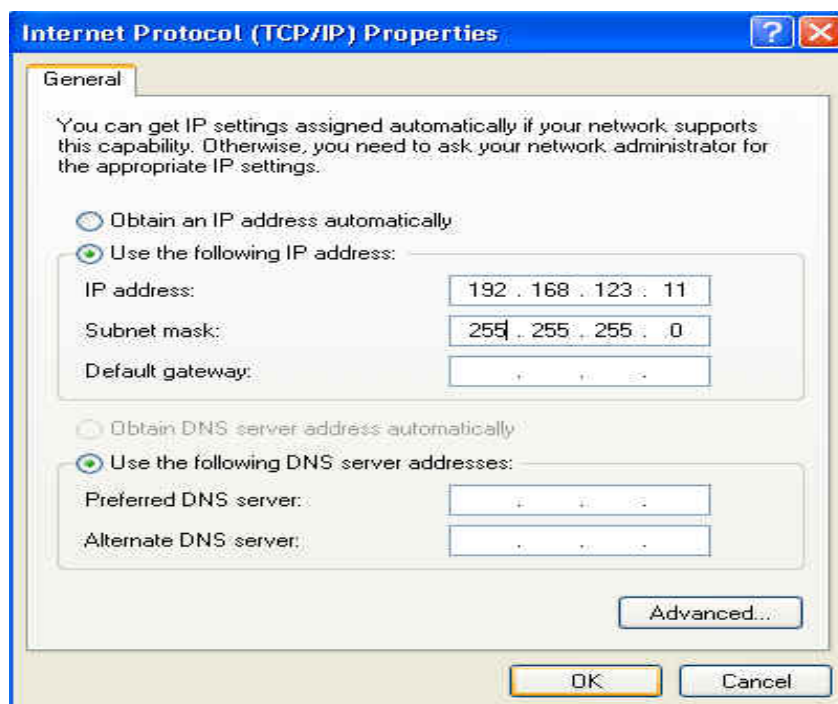 Internet Protocol (TCP/IP) Properties
General
You can get IP settings assigned automatically if your network supports
this capability. Otherwise, you need to ask your network administrator for
the appropriate IP settings.
Obtain an IP address automatically
Use the following IP address:
IP address: 192 . 168 . 123 . 11
Subnet mask: 255 . 255 . 255 . 0
Default gateway: . . .
Obtain DNS server address automatically
Use the following DNS server addresses:
Preferred DNS server: . . .
Alternate DNS server: . . .
Advanced...
OK Cancel